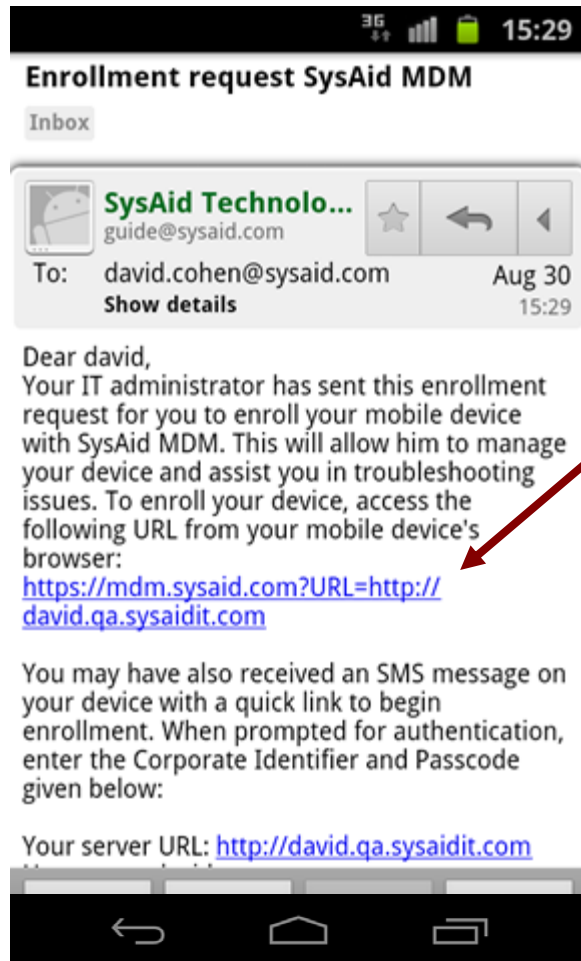 3G 15:29
Enrollment request SysAid MDM
Inbox
SysAid Technolo...
guide@sysaid.com
To: david.cohen@sysaid.com Aug 30
Show details 15:29
Dear david,
Your IT administrator has sent this enrollment
request for you to enroll your mobile device
with SysAid MDM. This will allow him to manage
your device and assist you in troubleshooting
issues. To enroll your device, access the
following URL from your mobile device's
browser:
https://mdm.sysaid.com?URL=http://
david.qa.sysaidit.com
You may have also received an SMS message on
your device with a quick link to begin
enrollment. When prompted for authentication,
enter the Corporate Identifier and Passcode
given below:
Your server URL: http://david.qa.sysaidit.com